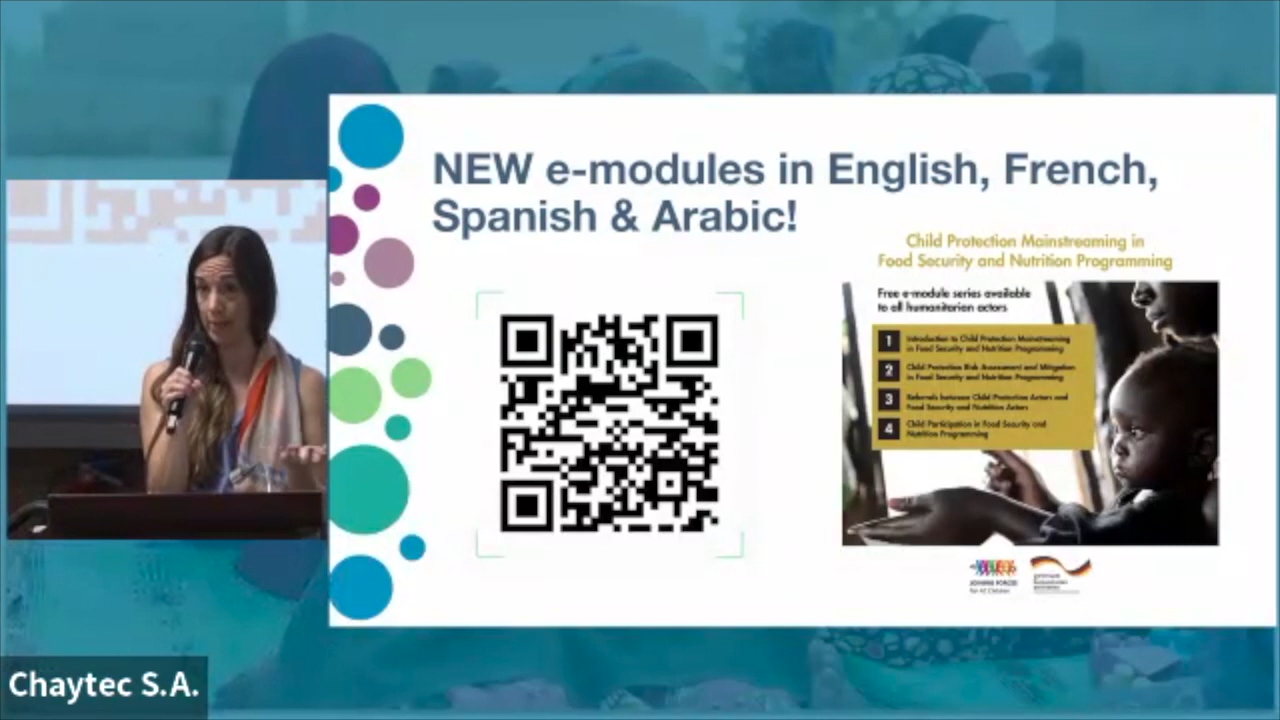 NEW e-modules in English, French,
Spanish & Arabic!
Child Protection Mainstreaming in
Food Security and Nutrition Programming
Free e-module series available
to all humanitarian actors
1 Introduction to Child Protection Mainstreaming
in Food Security and Nutrition Programming
2 Child Protection Risk Assessment and Mitigation
in Food Security and Nutrition Programming
3 Referrals between Child Protection Actors and
Food Security and Nutrition Actors
4 Child Participation in Food Security and
Nutrition Programming
JOINING FORCES
For All Children
Chaytec S.A.